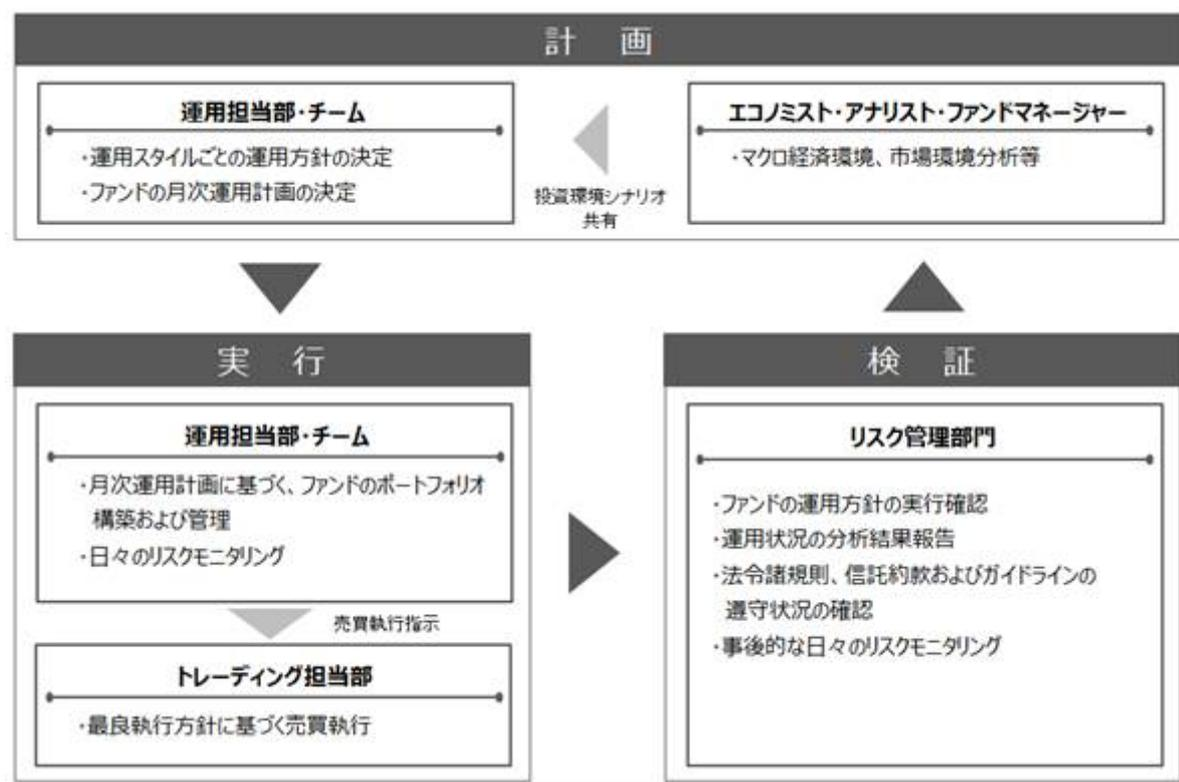 計　画
運用担当部・チーム
・運用スタイルごとの運用方針の決定
・ファンドの月次運用計画の決定
投資環境シナリオ
共有
エコノミスト・アナリスト・ファンドマネージャー
・マクロ経済環境、市場環境分析等
実　行
運用担当部・チーム
・月次運用計画に基づく、ファンドのポートフォリオ
構築および管理
・日々のリスクモニタリング
売買執行指示
トレーディング担当部
・最良執行方針に基づく売買執行
検　証
リスク管理部門
・ファンドの運用方針の実行確認
・運用状況の分析結果報告
・法令諸規則、信託約款およびガイドラインの
遵守状況の確認
・事後的な日々のリスクモニタリング